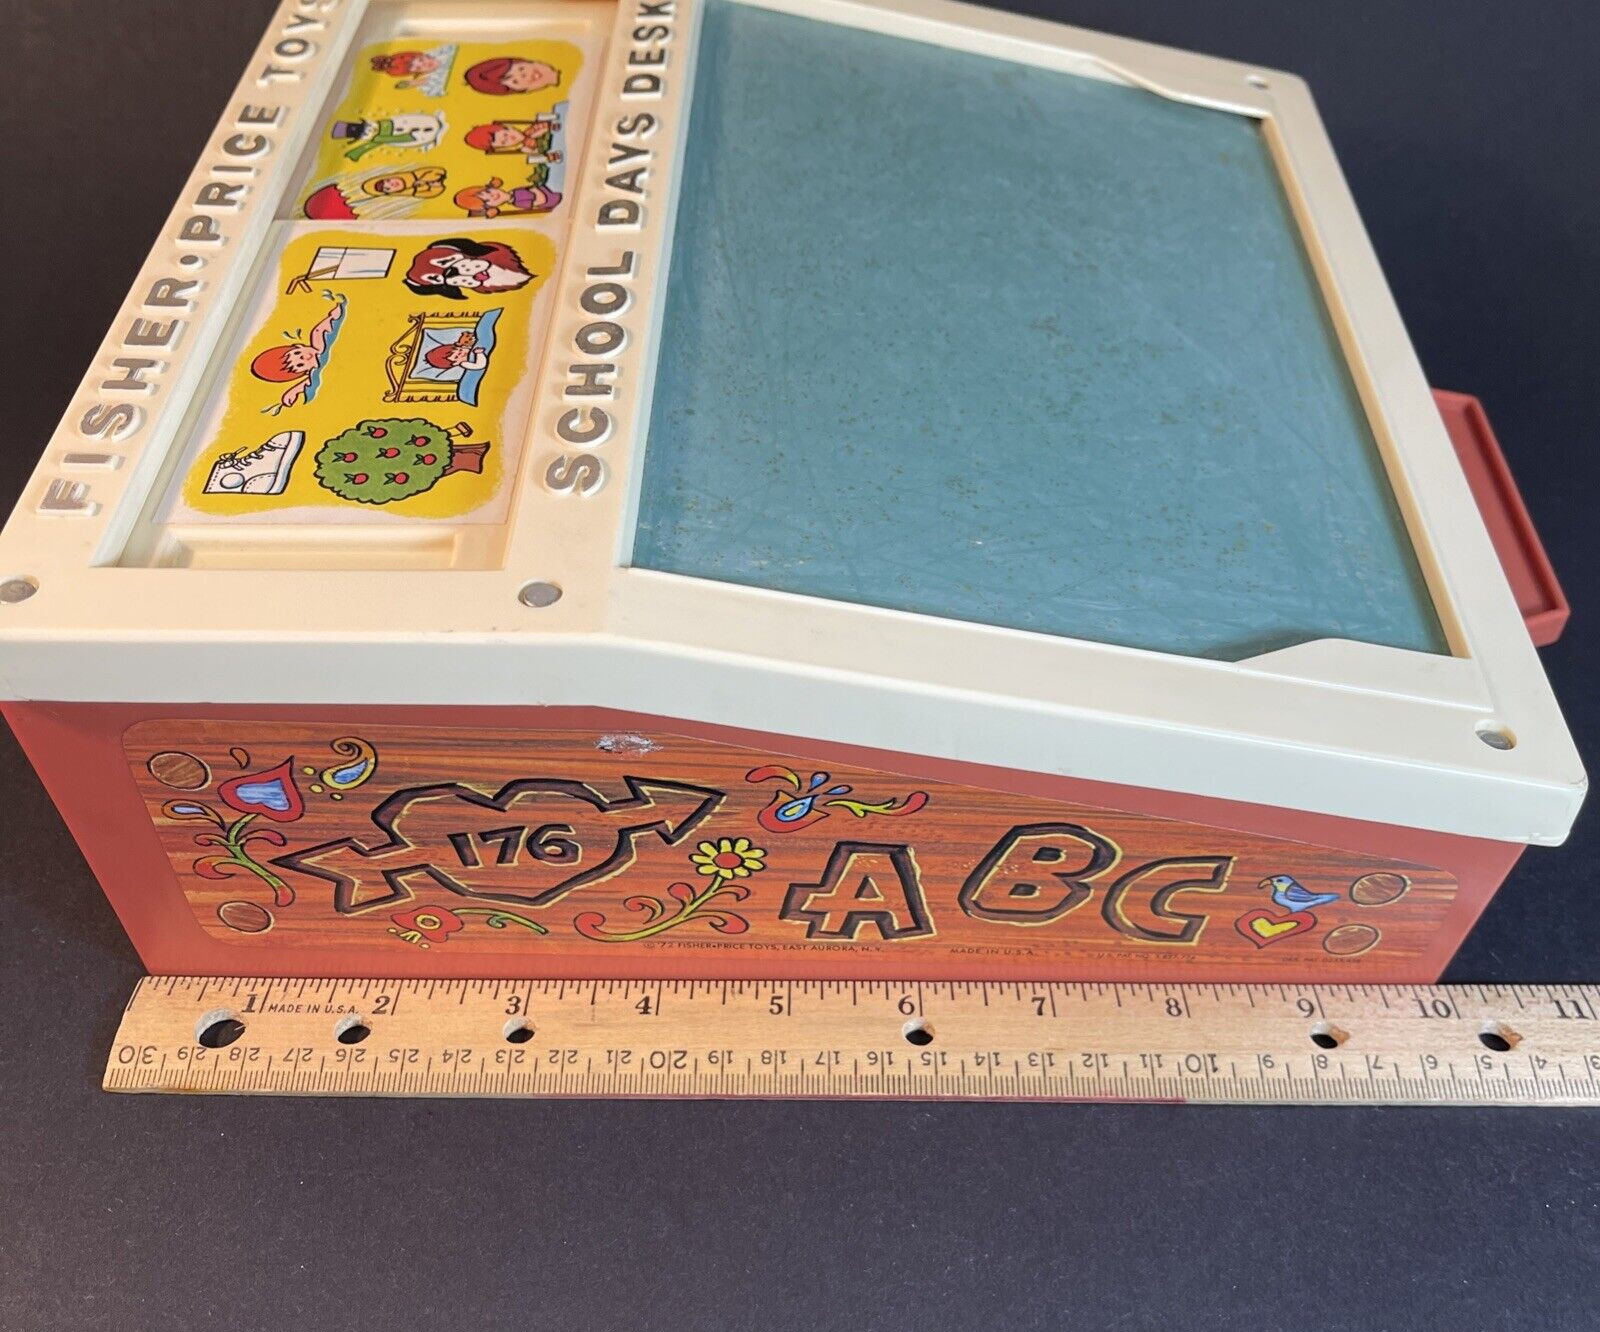 FISHER·PRICE TOYS
SCHOOL DAYS DESK
176
ABC
© '72 FISHER-PRICE TOYS, EAST AURORA, N.Y.
MADE IN U.S.A.
1 MADE IN U.S.A. 2 3 4 5 6 7 8 9 10 11
30 29 28 27 26 25 24 23 22 21 20 19 18 17 16 15 14 13 12 11 10 9 8 7 6 5 4 3